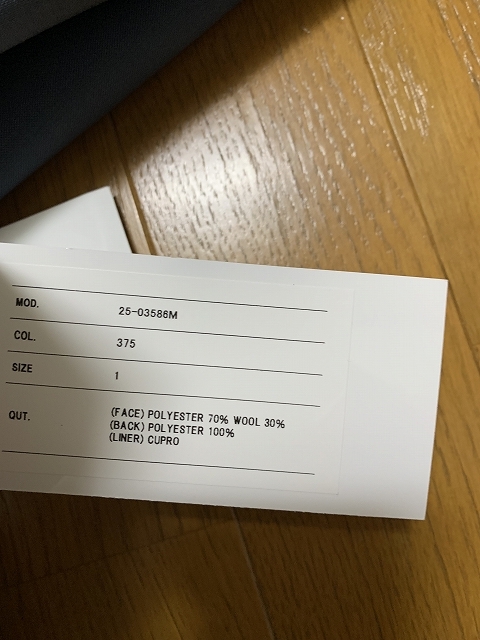 MOD. 25-03586M
COL. 375
SIZE 1
QUT. (FACE) POLYESTER 70% WOOL 30%
(BACK) POLYESTER 100%
(LINER) CUPRO